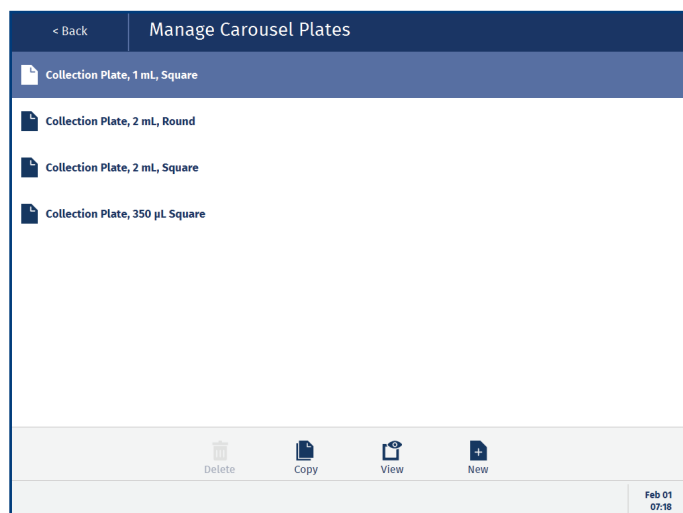 < Back
Manage Carousel Plates
Collection Plate, 1 mL, Square
Collection Plate, 2 mL, Round
Collection Plate, 2 mL, Square
Collection Plate, 350 µL Square
Delete
Copy
View
New
Feb 01
07:18